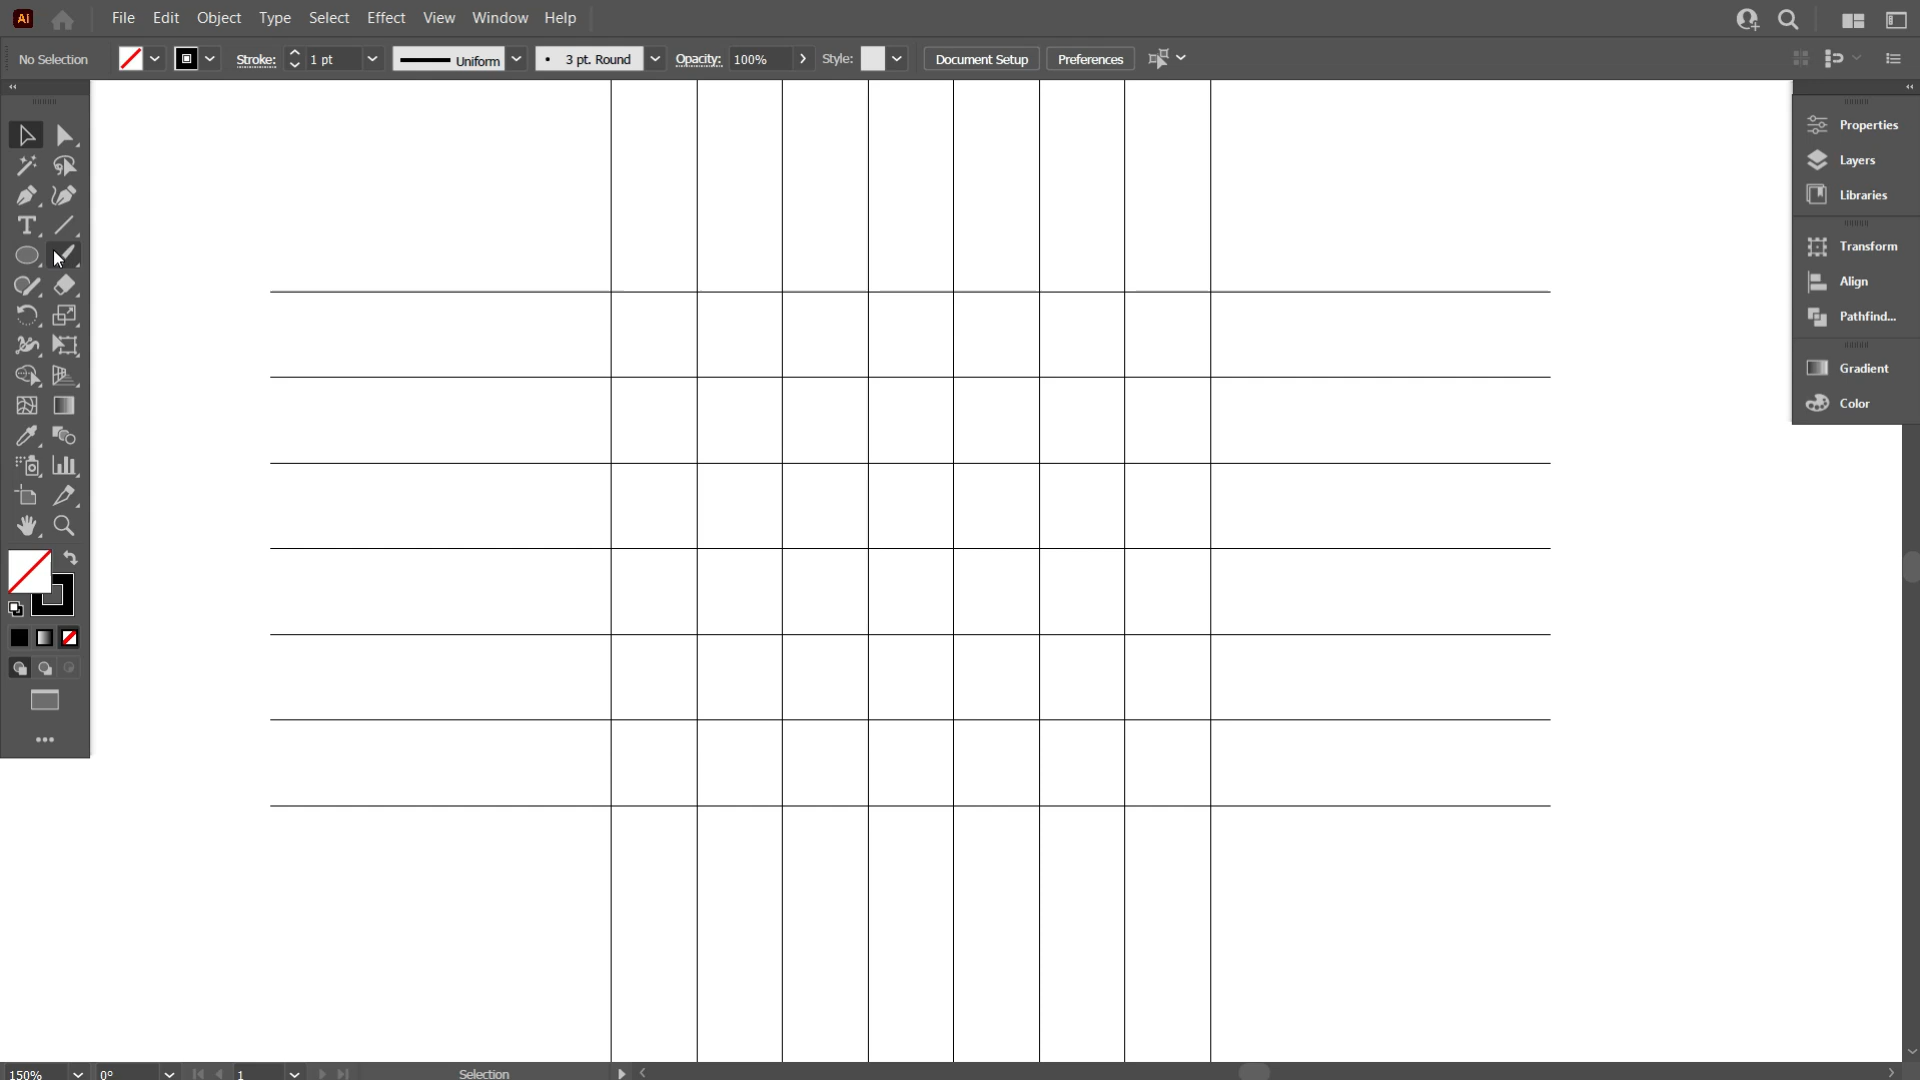 Ai File Edit Object Type Select Effect View Window Help
No Selection Stroke: 1 pt Uniform 3 pt. Round Opacity: 100% Style: Document Setup Preferences
Properties
Layers
Libraries
Transform
Align
Pathfind...
Gradient
Color
150% 0° 1 Selection